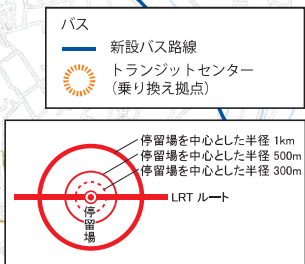 バス
新設バス路線
トランジットセンター
(乗り換え拠点)
停留場を中心とした半径 1km
停留場を中心とした半径 500m
停留場を中心とした半径 300m
LRT ルート
停留場